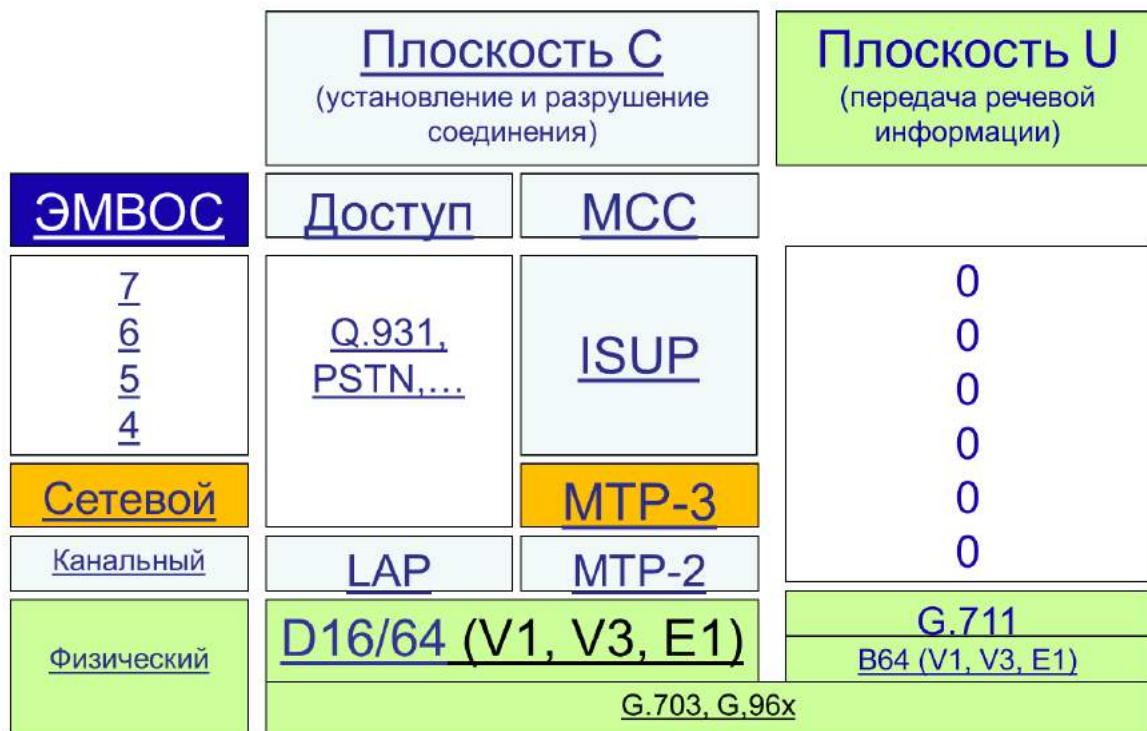 Плоскость C
(установление и разрушение
соединения)
Плоскость U
(передача речевой
информации)
ЭМВОС
Доступ
МСС
7
6
5
4
Q.931,
PSTN,...
ISUP
0
0
0
0
0
0
Сетевой
MTP-3
Канальный
LAP
MTP-2
Физический
D16/64 (V1, V3, E1)
G.711
B64 (V1, V3, E1)
G.703, G,96x